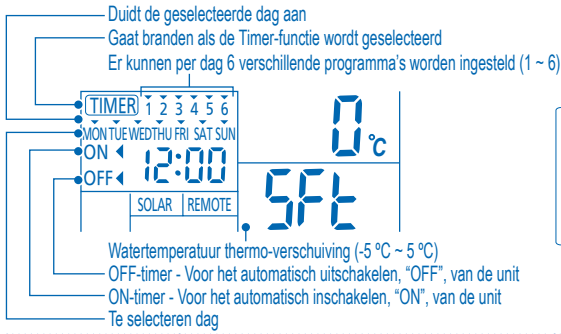 Duidt de geselecteerde dag aan
Gaat branden als de Timer-functie wordt geselecteerd
Er kunnen per dag 6 verschillende programma's worden ingesteld (1 ~ 6)
TIMER 1 2 3 4 5 6
MON TUE WED THU FRI SAT SUN
ON
12:00
OFF
0 °C
SOLAR REMOTE
.SFt
Watertemperatuur thermo-verschuiving (-5 ºC ~ 5 ºC)
OFF-timer - Voor het automatisch uitschakelen, "OFF", van de unit
ON-timer - Voor het automatisch inschakelen, "ON", van de unit
Te selecteren dag